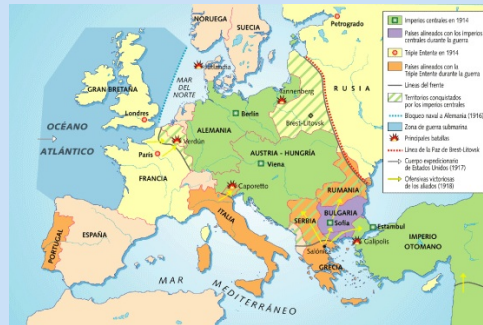 NORUEGA
SUECIA
Petrogrado
MAR
DEL
NORTE
Jutlandia
RUSIA
GRAN BRETAÑA
Londres
Tannenberg
Berlín
Brest-Litovsk
OCÉANO
ATLÁNTICO
ALEMANIA
Verdún
París
AUSTRIA - HUNGRÍA
Viena
FRANCIA
Caporetto
RUMANIA
SERBIA
BULGARIA
Sofía
ITALIA
PORTUGAL
ESPAÑA
Estambul
Galípolis
IMPERIO
OTOMANO
Salónica
GRECIA
MAR
MEDITERRÁNEO
Imperios centrales en 1914
Países alineados con los imperios
centrales durante la guerra
Triple Entente en 1914
Países alineados con la
Triple Entente durante la guerra
Líneas del frente
Territorios conquistados
por los imperios centrales
Bloqueo naval a Alemania (1916)
Zona de guerra submarina
Principales batallas
Línea de la Paz de Brest-Litovsk
Cuerpo expedicionario
de Estados Unidos (1917)
Ofensivas victoriosas
de los aliados (1918)